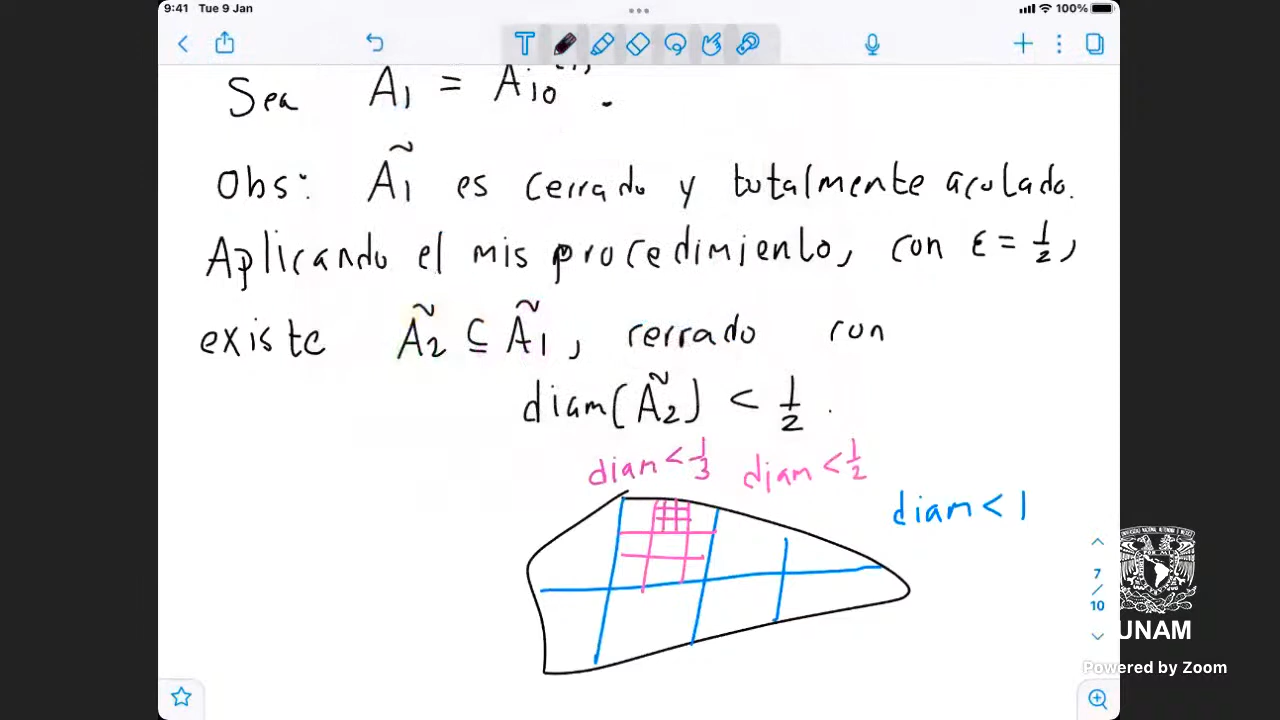 9:41 Tue 9 Jan
100%
Sea A1 = A10 .
Obs: Ã1 es cerrado y totalmente acotado.
Aplicando el mis procedimiento, con ε = 1/2,
existe Ã2 ⊆ Ã1, cerrado con
diam(Ã2) < 1/2 .
diam < 1/3 diam < 1/2
diam < 1
7
/
10
UNAM
Powered by Zoom